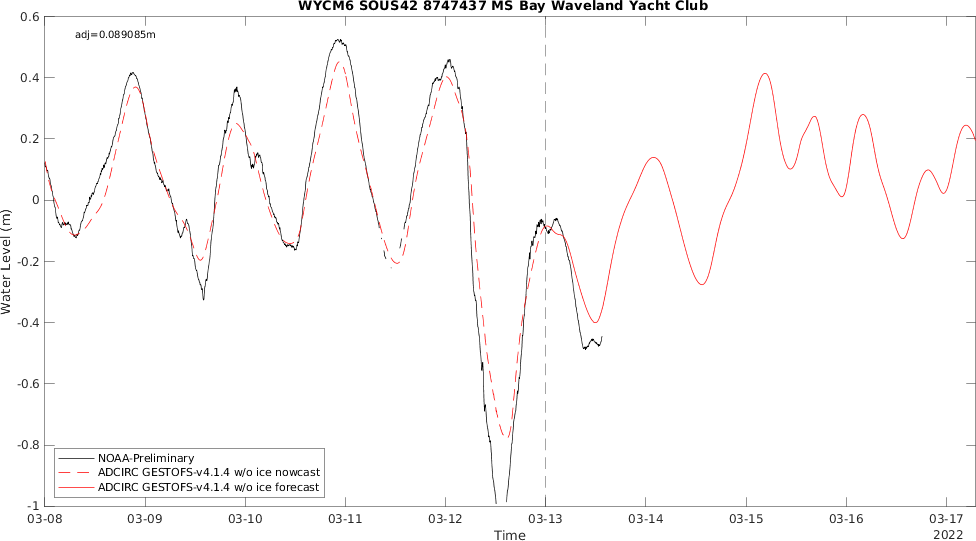 WYCM6 SOUS42 8747437 MS Bay Waveland Yacht Club
adj=0.089085m
0.6
0.4
0.2
0
-0.2
-0.4
-0.6
-0.8
-1
Water Level (m)
NOAA-Preliminary
ADCIRC GESTOFS-v4.1.4 w/o ice nowcast
ADCIRC GESTOFS-v4.1.4 w/o ice forecast
03-08 03-09 03-10 03-11 03-12 03-13 03-14 03-15 03-16 03-17
Time
2022